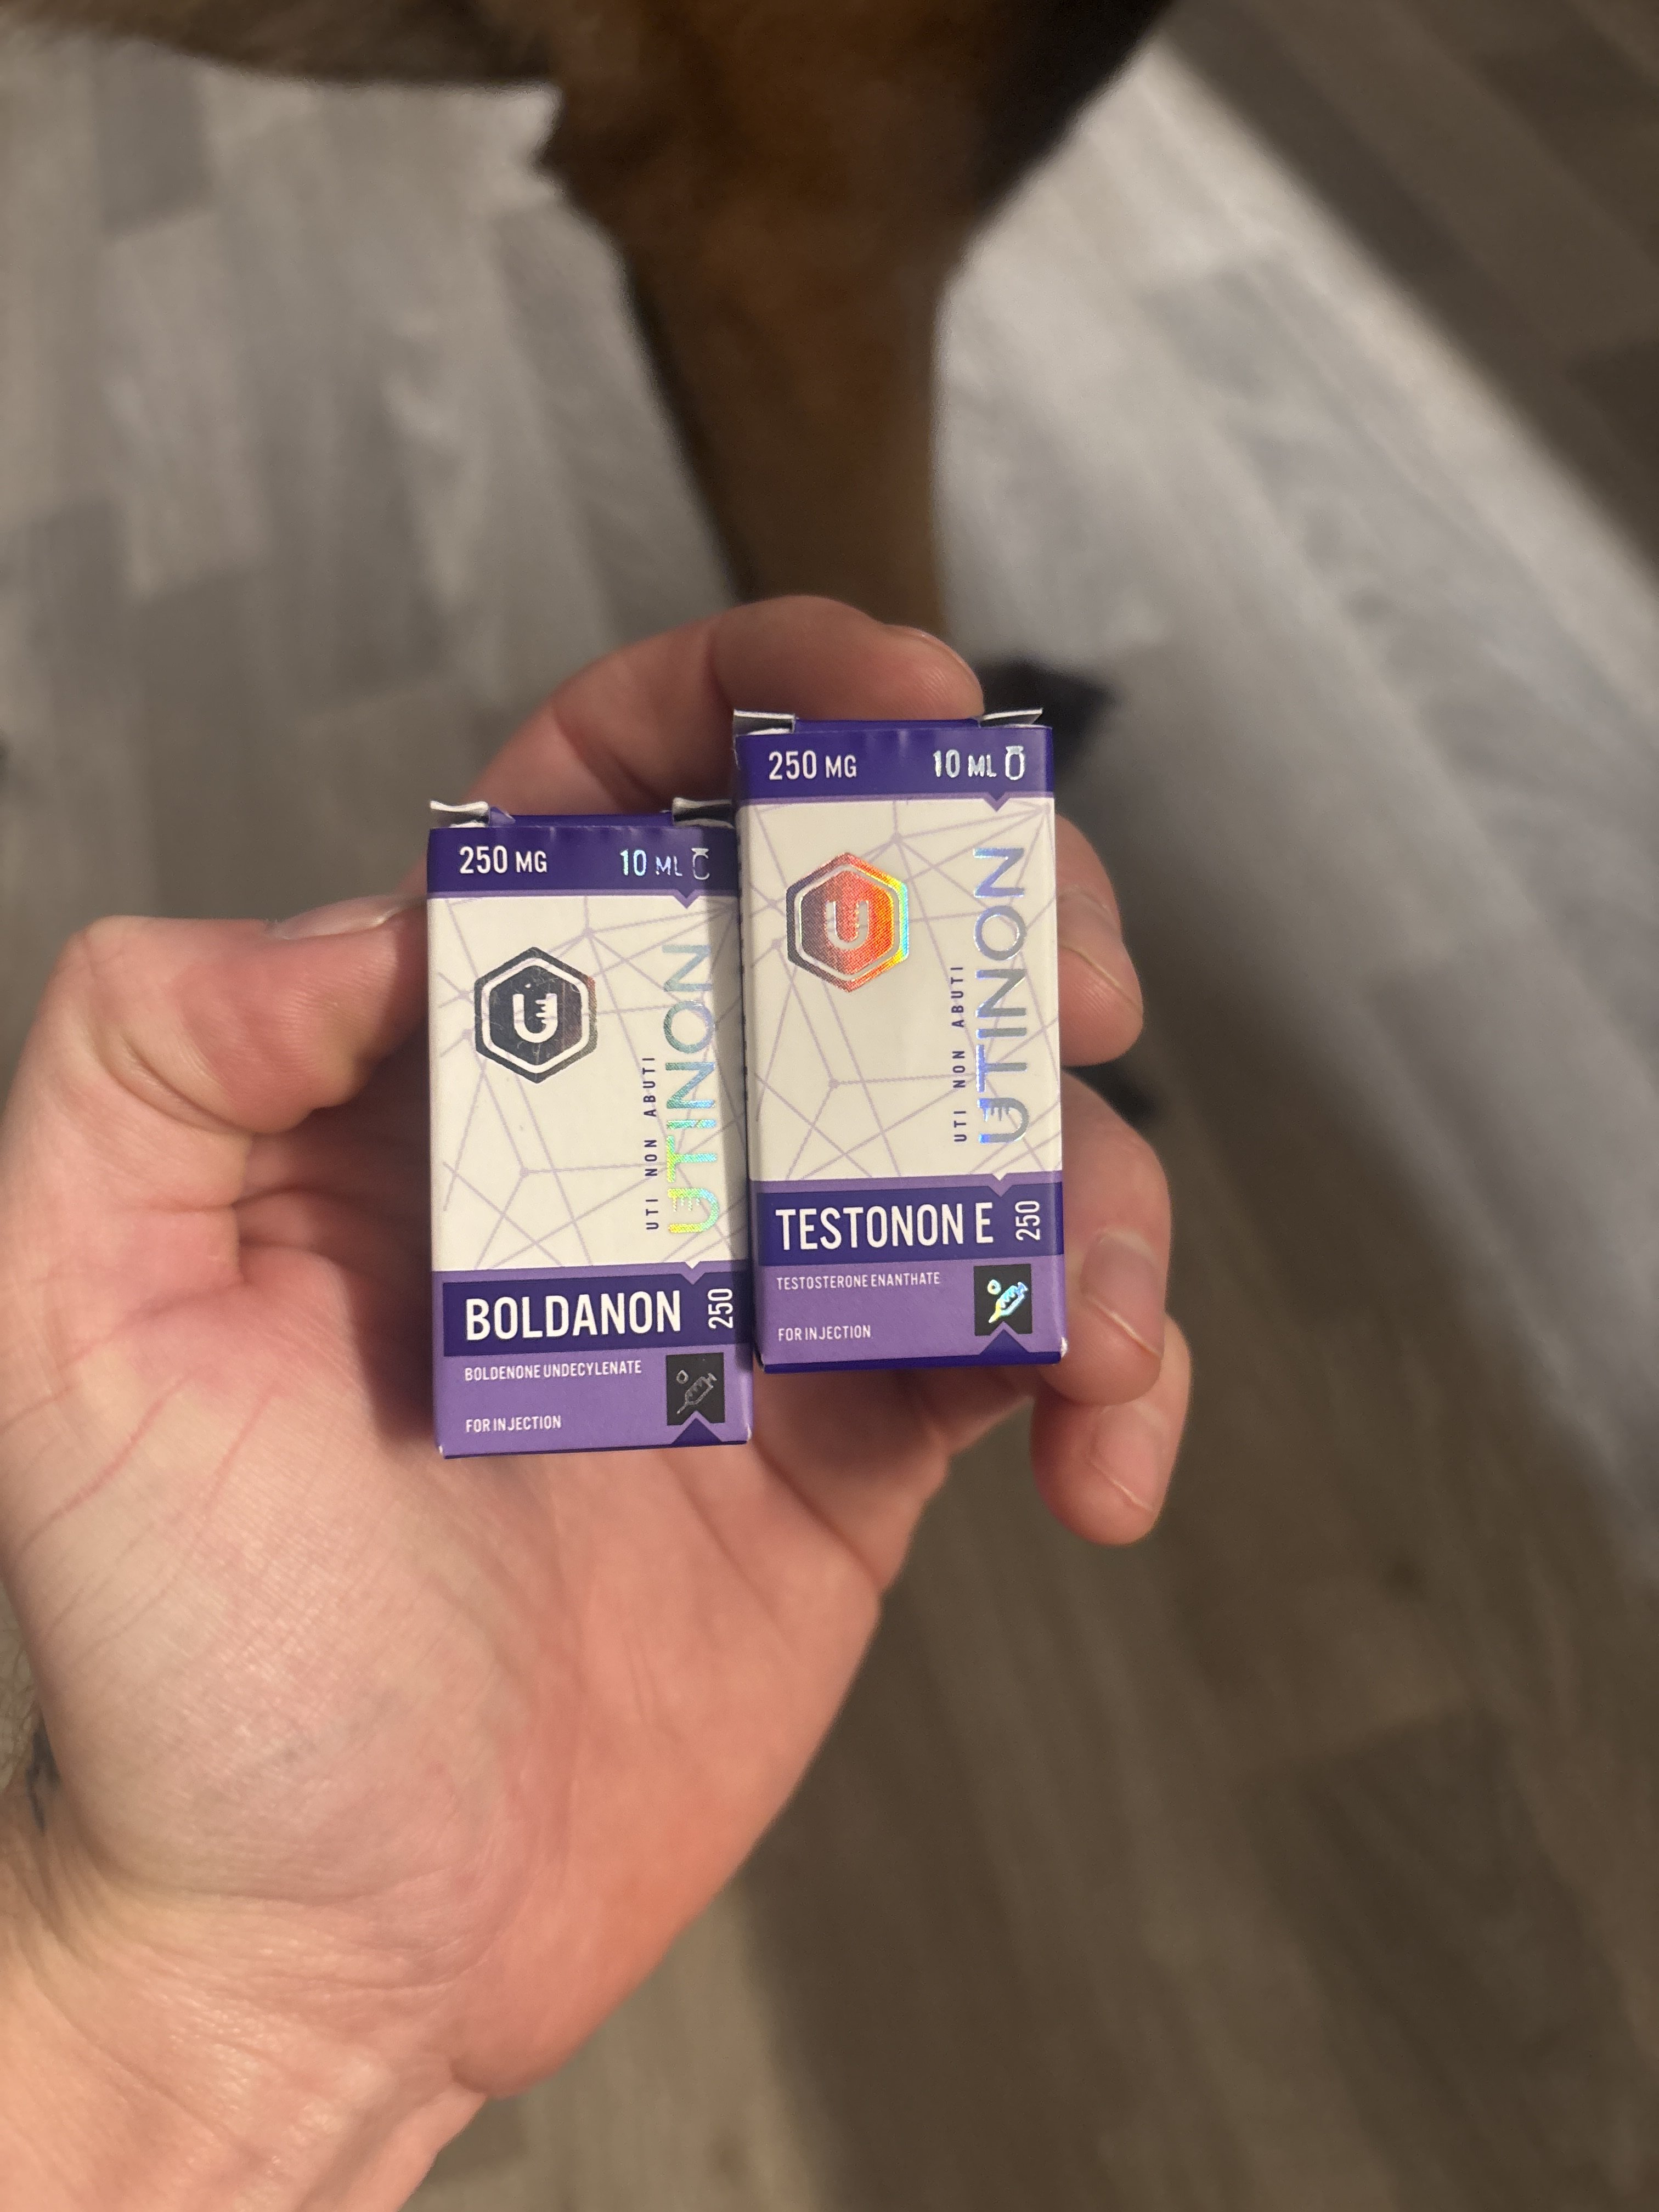 250 MG 10 ML
U
UTI NON ABUTI
UTINON
BOLDANON 250
BOLDENONE UNDECYLENATE
FOR INJECTION
250 MG 10 ML
U
UTI NON ABUTI
UTINON
TESTONON E 250
TESTOSTERONE ENANTHATE
FOR INJECTION